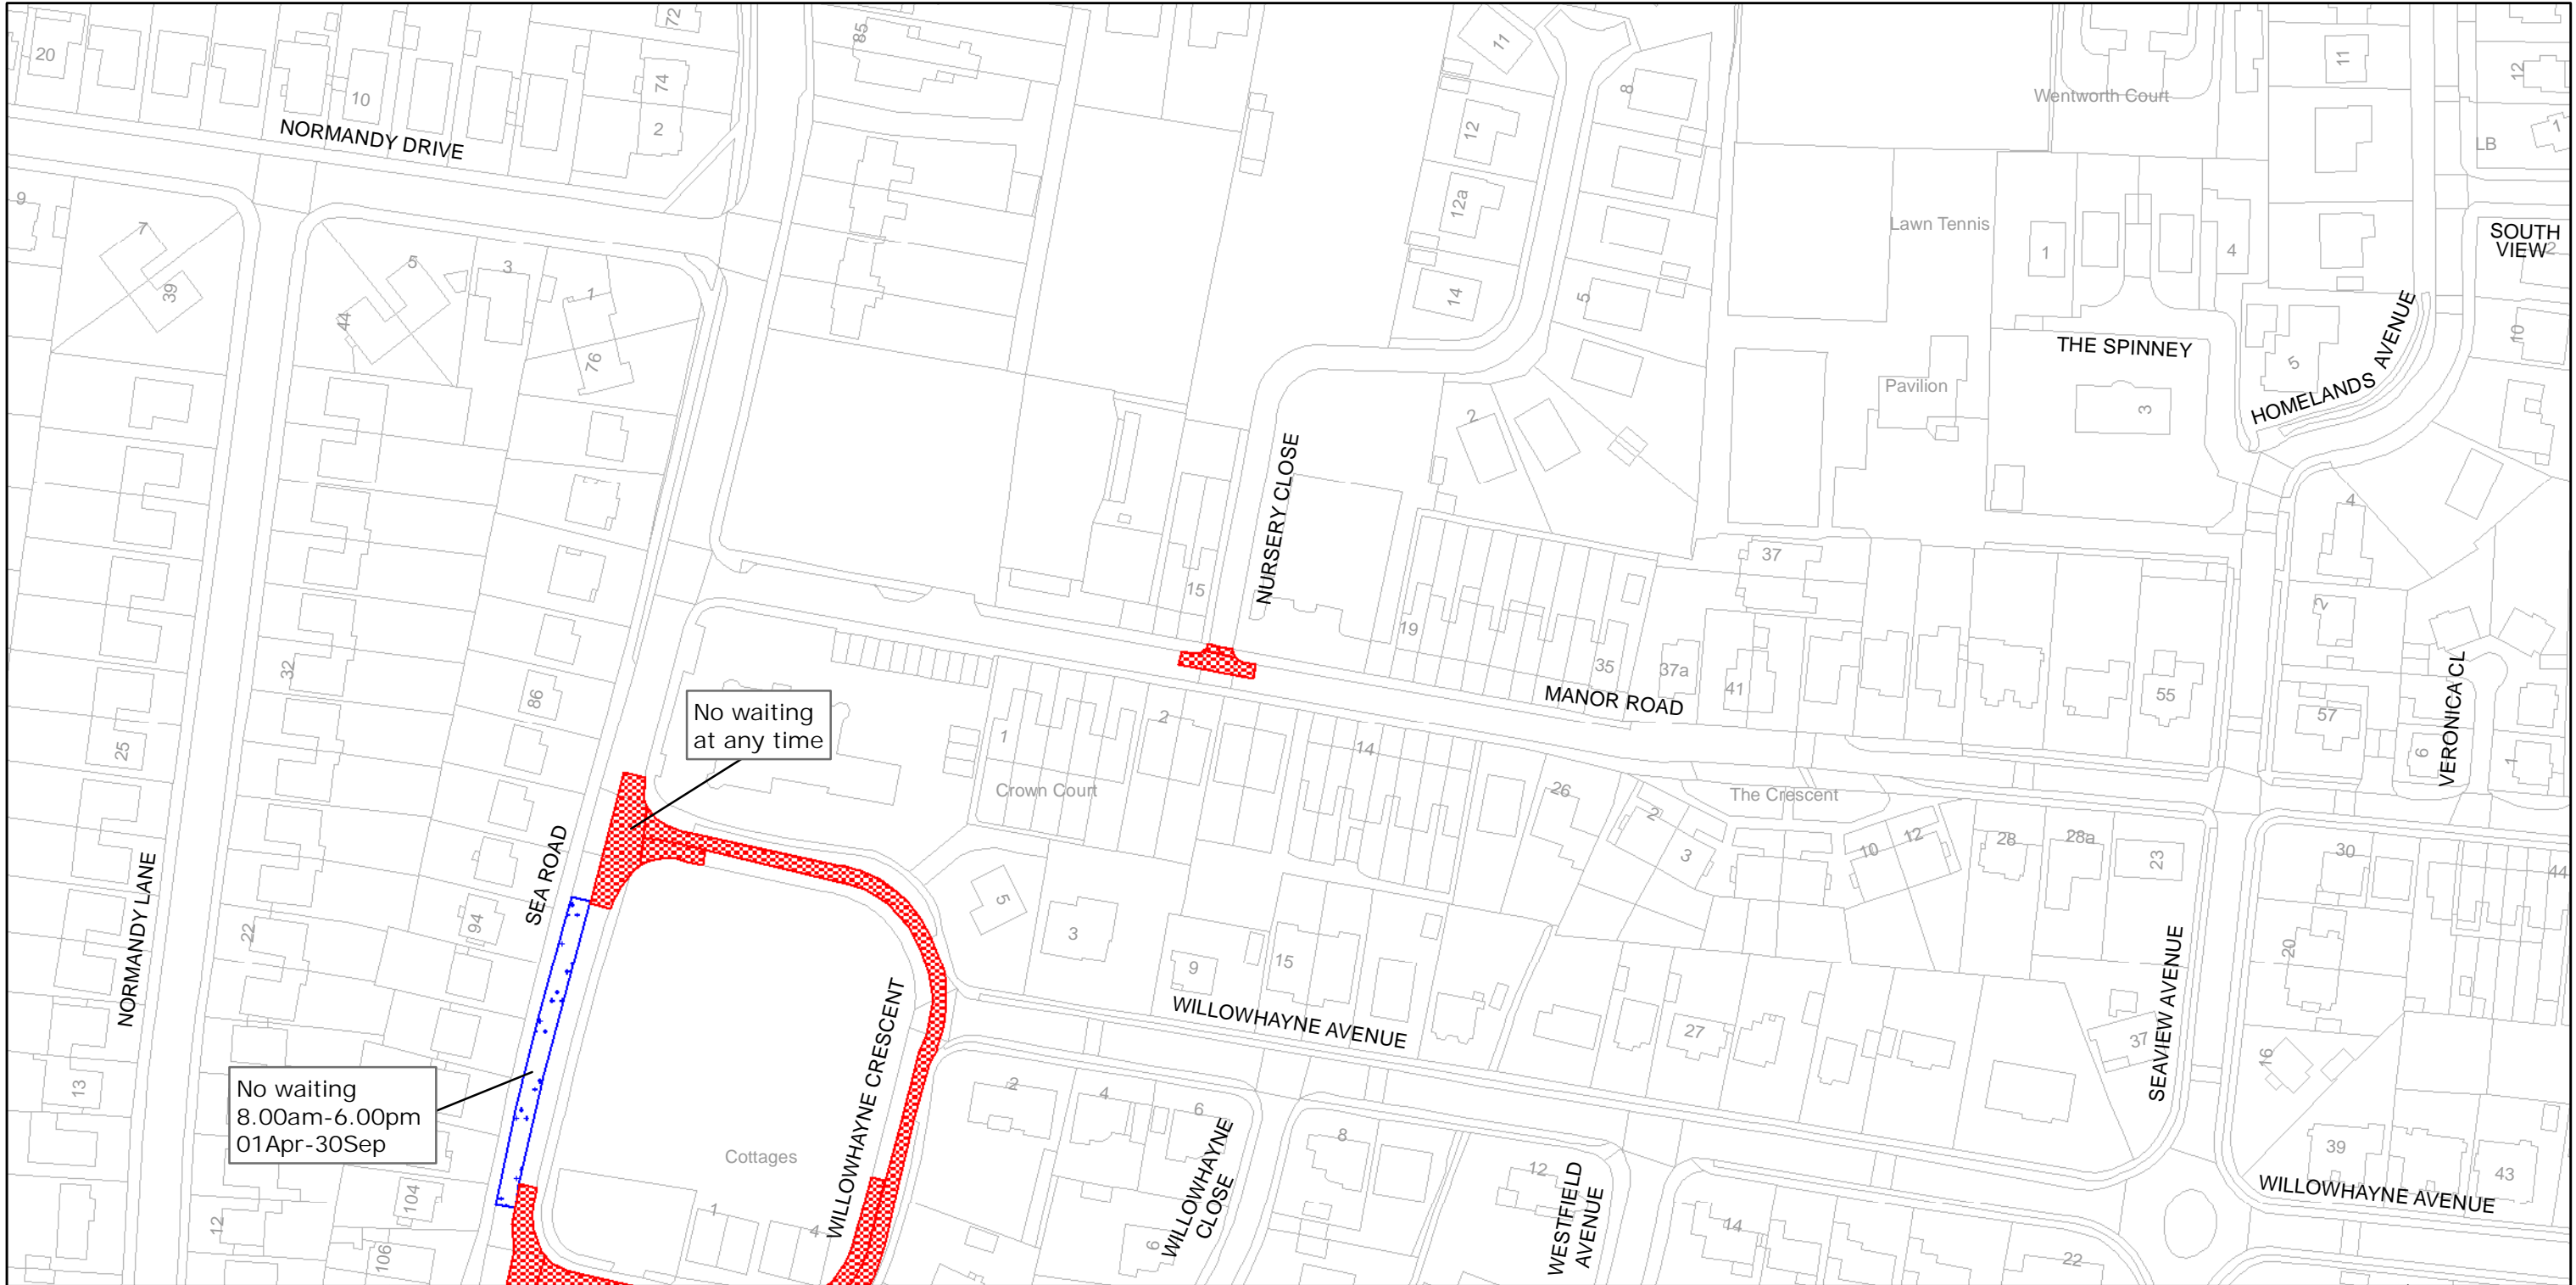 20
10
72
74
2
85
11
12
8
Wentworth Court
11
12
1
LB
NORMANDY DRIVE
9
7
39
5
44
3
1
76
12a
14
5
Lawn Tennis
1
4
SOUTH
VIEW
2
THE SPINNEY
Pavilion
3
5
HOMELANDS AVENUE
10
2
NURSERY CLOSE
15
19
35
37
37a
41
MANOR ROAD
55
4
2
57
VERONICA CL
6
1
32
25
86
No waiting
at any time
1
Crown Court
2
14
26
The Crescent
2
3
10
12
28
28a
23
30
44
NORMANDY LANE
22
SEA ROAD
94
5
3
9
15
WILLOWHAYNE AVENUE
27
37
SEAVIEW AVENUE
20
16
WILLOWHAYNE CRESCENT
13
No waiting
8.00am-6.00pm
01Apr-30Sep
Cottages
2
4
6
WILLOWHAYNE
CLOSE
8
12
WESTFIELD
AVENUE
39
43
WILLOWHAYNE AVENUE
12
104
106
1
4
6
14
22